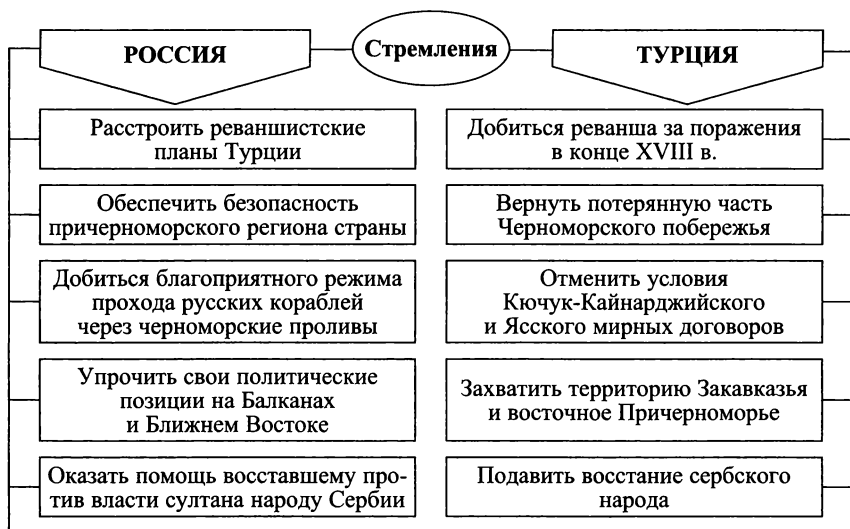 РОССИЯ
Стремления
ТУРЦИЯ
Расстроить реваншистские
планы Турции
Добиться реванша за поражения
в конце XVIII в.
Обеспечить безопасность
причерноморского региона страны
Вернуть потерянную часть
Черноморского побережья
Добиться благоприятного режима
прохода русских кораблей
через черноморские проливы
Отменить условия
Кючук-Кайнарджийского
и Ясского мирных договоров
Упрочить свои политические
позиции на Балканах
и Ближнем Востоке
Захватить территорию Закавказья
и восточное Причерноморье
Оказать помощь восставшему про-
тив власти султана народу Сербии
Подавить восстание сербского
народа